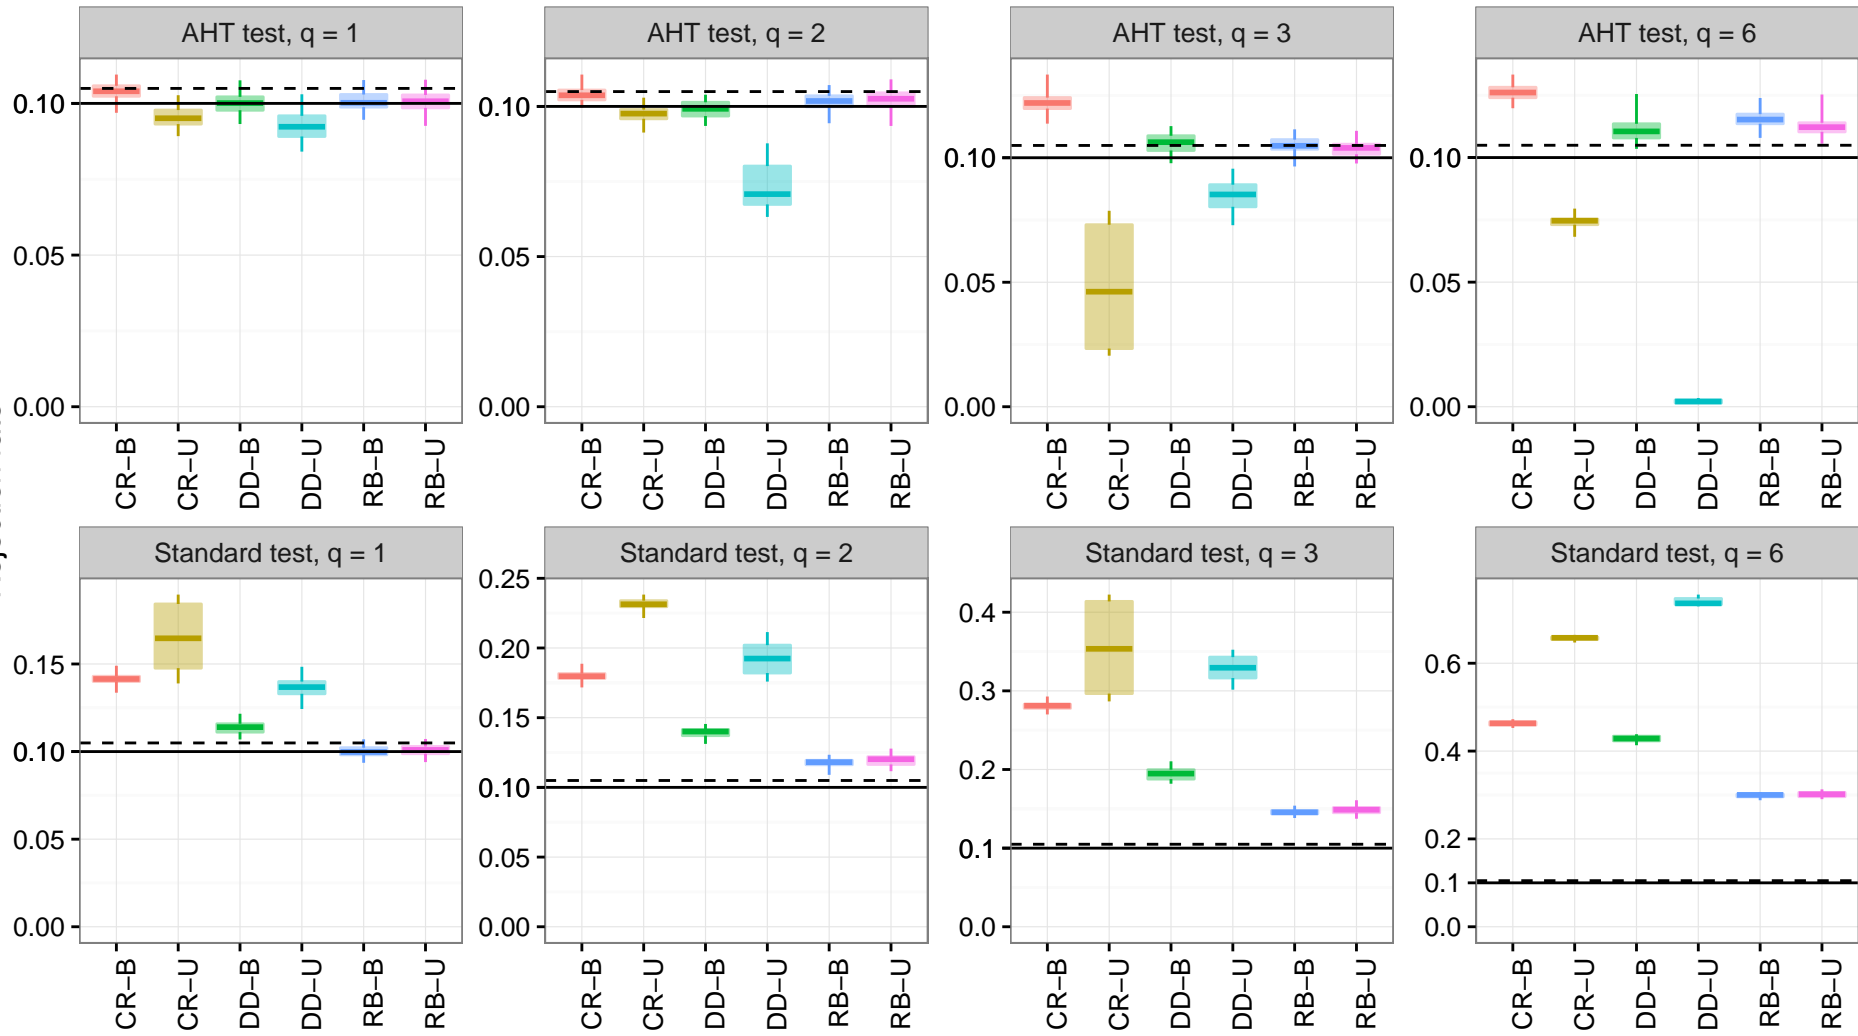 AHT test, q = 1
AHT test, q = 2
AHT test, q = 3
AHT test, q = 6
0.10
0.05
0.00
0.10
0.05
0.00
0.10
0.05
0.00
0.10
0.05
0.00
CR−B
CR−U
DD−B
DD−U
RB−B
RB−U
CR−B
CR−U
DD−B
DD−U
RB−B
RB−U
CR−B
CR−U
DD−B
DD−U
RB−B
RB−U
CR−B
CR−U
DD−B
DD−U
RB−B
RB−U
Standard test, q = 1
Standard test, q = 2
Standard test, q = 3
Standard test, q = 6
0.15
0.10
0.05
0.00
0.25
0.20
0.15
0.10
0.05
0.00
0.4
0.3
0.2
0.1
0.0
0.6
0.4
0.2
0.1
0.0
CR−B
CR−U
DD−B
DD−U
RB−B
RB−U
CR−B
CR−U
DD−B
DD−U
RB−B
RB−U
CR−B
CR−U
DD−B
DD−U
RB−B
RB−U
CR−B
CR−U
DD−B
DD−U
RB−B
RB−U